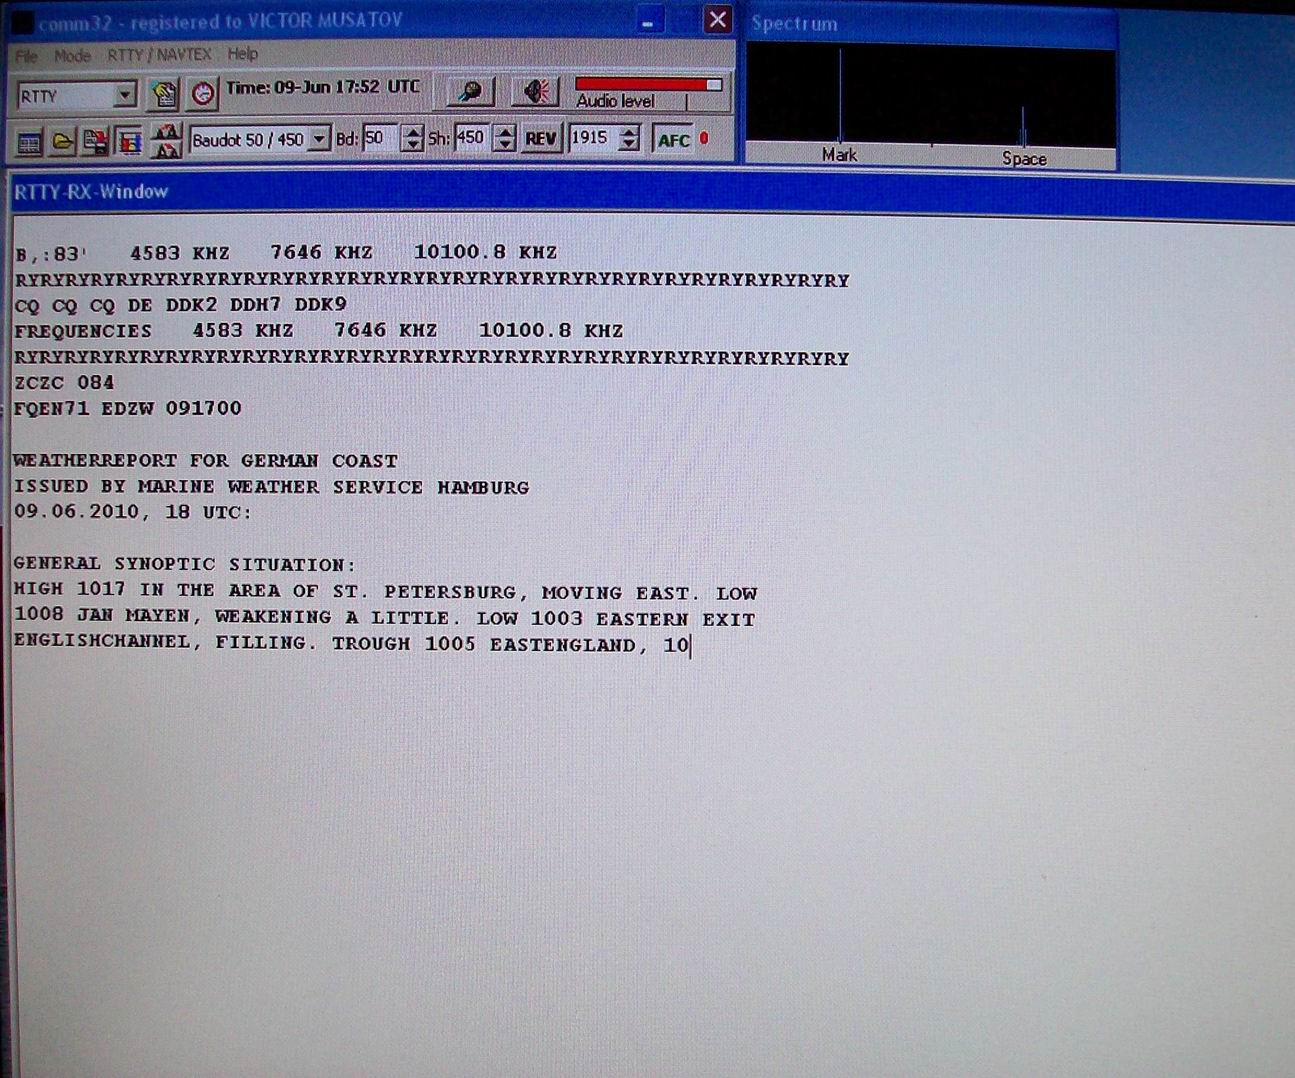 comm32 - registered to VICTOR MUSATOV
Spectrum
File Mode RTTY / NAVTEX Help
RTTY
Time: 09-Jun 17:52 UTC
Audio level
Baudot 50 / 450 Bd: 50 Sh: 450 REV 1915 AFC 0
Mark Space
RTTY-RX-Window
B,:83' 4583 KHZ 7646 KHZ 10100.8 KHZ
RYRYRYRYRYRYRYRYRYRYRYRYRYRYRYRYRYRYRYRYRYRYRYRYRYRYRYRYRYRYRYRYRY
CQ CQ CQ DE DDK2 DDH7 DDK9
FREQUENCIES 4583 KHZ 7646 KHZ 10100.8 KHZ
RYRYRYRYRYRYRYRYRYRYRYRYRYRYRYRYRYRYRYRYRYRYRYRYRYRYRYRYRYRYRYRYRY
ZCZC 084
FQEN71 EDZW 091700
WEATHERREPORT FOR GERMAN COAST
ISSUED BY MARINE WEATHER SERVICE HAMBURG
09.06.2010, 18 UTC:
GENERAL SYNOPTIC SITUATION:
HIGH 1017 IN THE AREA OF ST. PETERSBURG, MOVING EAST. LOW
1008 JAN MAYEN, WEAKENING A LITTLE. LOW 1003 EASTERN EXIT
ENGLISHCHANNEL, FILLING. TROUGH 1005 EASTENGLAND, 10